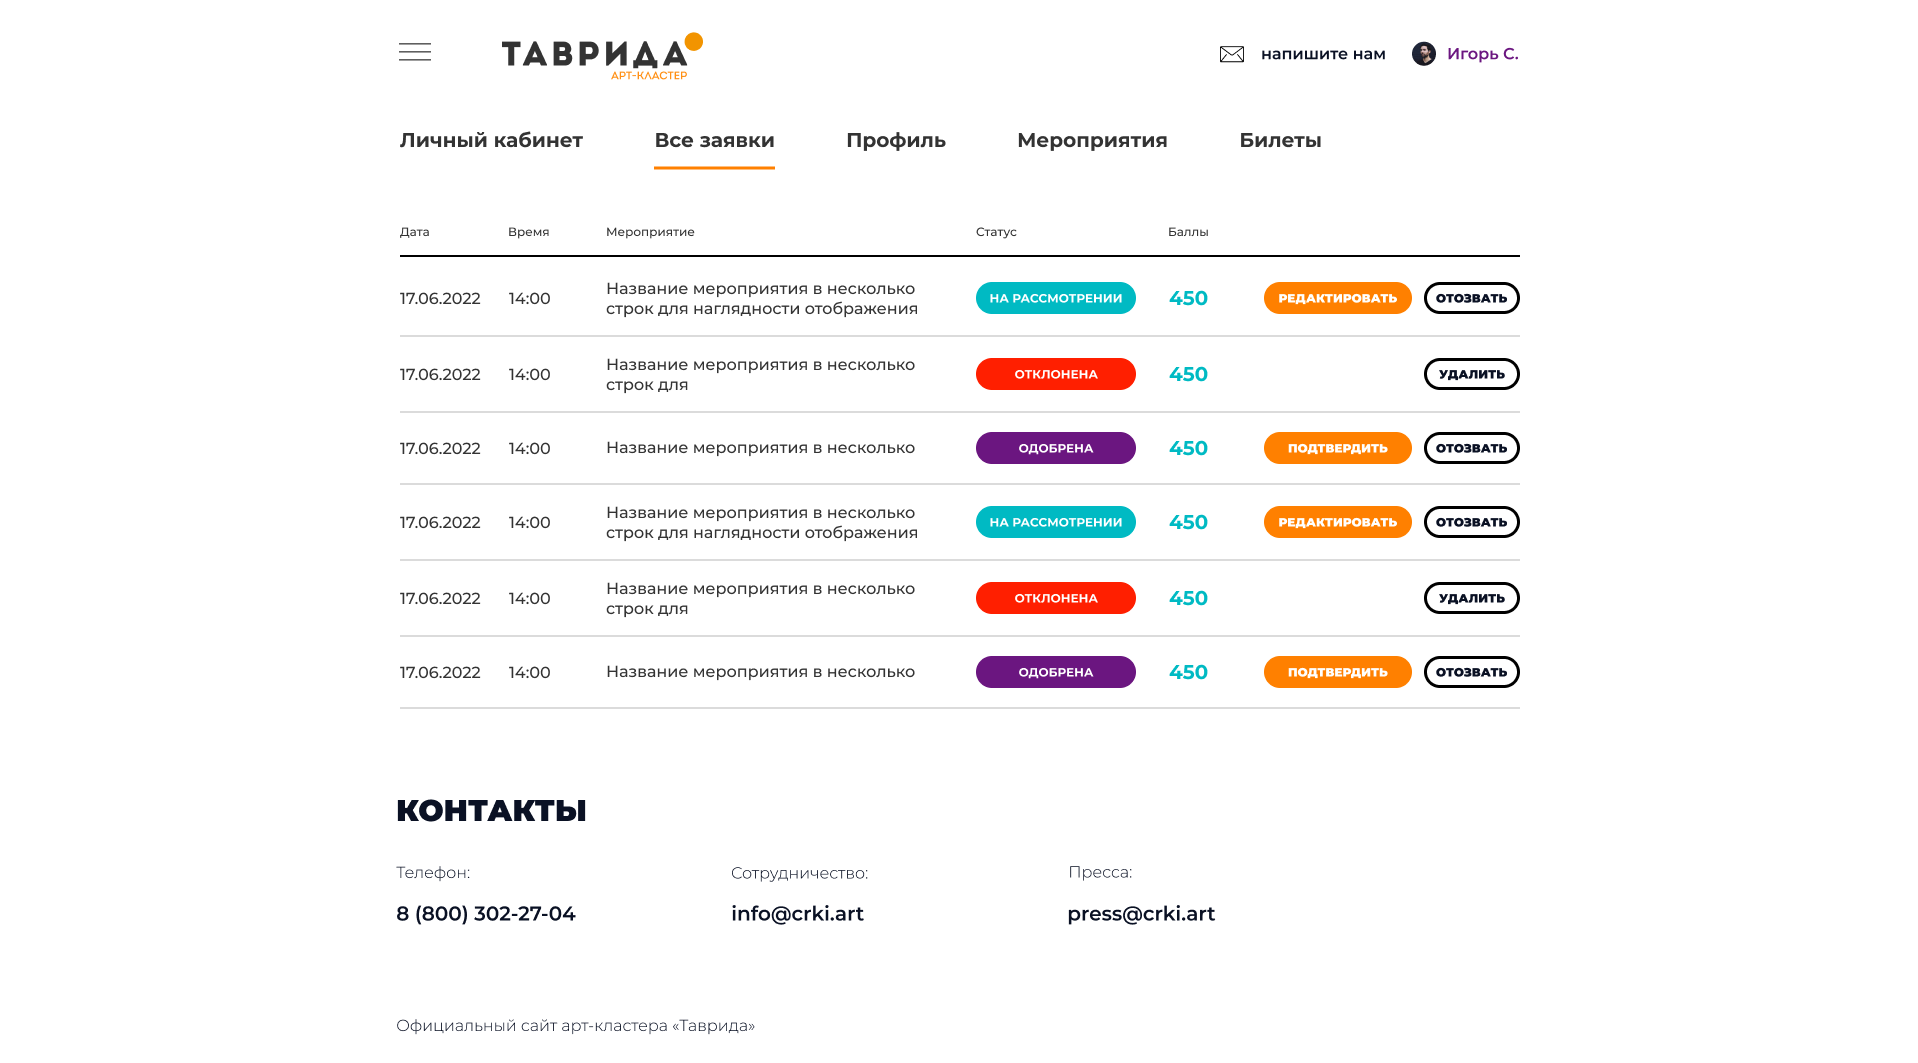 ТАВРИДА
АРТ-КЛАСТЕР
напишите нам
Игорь С.
Личный кабинет
Все заявки
Профиль
Мероприятия
Билеты
Дата
Время
Мероприятие
Статус
Баллы
17.06.2022
14:00
Название мероприятия в несколько
строк для наглядности отображения
НА РАССМОТРЕНИИ
450
РЕДАКТИРОВАТЬ
ОТОЗВАТЬ
17.06.2022
14:00
Название мероприятия в несколько
строк для
ОТКЛОНЕНА
450
УДАЛИТЬ
17.06.2022
14:00
Название мероприятия в несколько
ОДОБРЕНА
450
ПОДТВЕРДИТЬ
ОТОЗВАТЬ
17.06.2022
14:00
Название мероприятия в несколько
строк для наглядности отображения
НА РАССМОТРЕНИИ
450
РЕДАКТИРОВАТЬ
ОТОЗВАТЬ
17.06.2022
14:00
Название мероприятия в несколько
строк для
ОТКЛОНЕНА
450
УДАЛИТЬ
17.06.2022
14:00
Название мероприятия в несколько
ОДОБРЕНА
450
ПОДТВЕРДИТЬ
ОТОЗВАТЬ
КОНТАКТЫ
Телефон:
8 (800) 302-27-04
Сотрудничество:
info@crki.art
Пресса:
press@crki.art
Официальный сайт арт-кластера «Таврида»